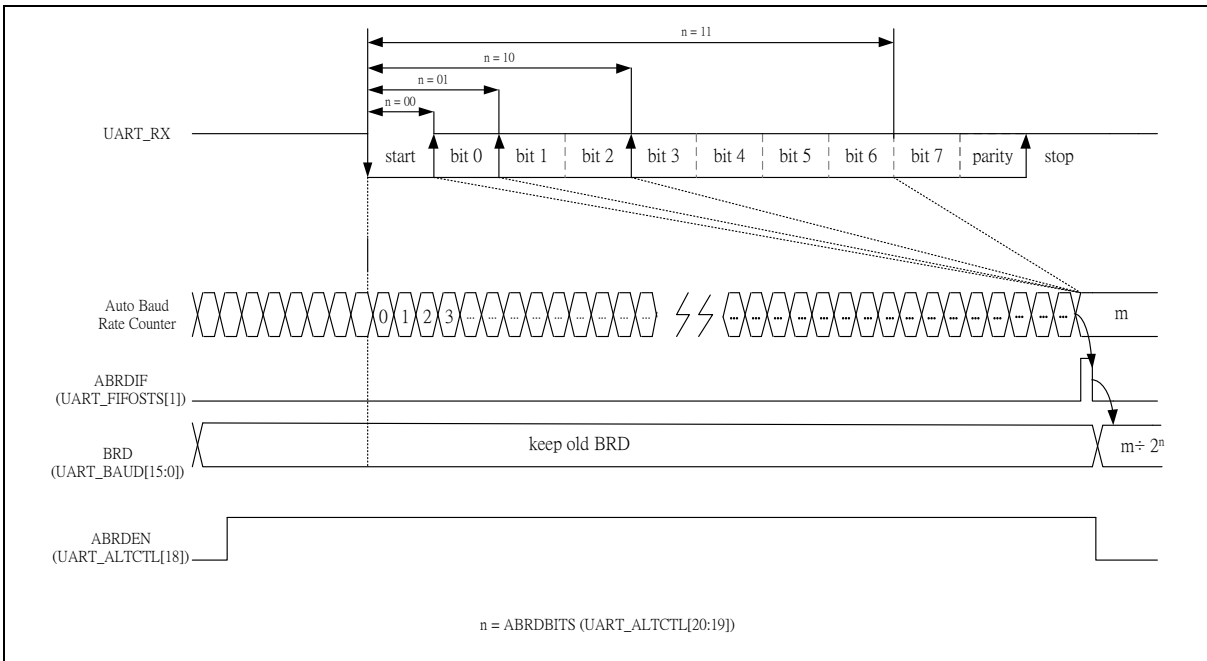 n = 11
n = 10
n = 01
n = 00
UART_RX
start bit 0 bit 1 bit 2 bit 3 bit 4 bit 5 bit 6 bit 7 parity stop
Auto Baud
Rate Counter
0 1 2 3 ... ... ... ... ... ... ... ... ... ... ... ... ... ... ... ... ... ... ... ... ... ... m
ABRDIF
(UART_FIFOSTS[1])
BRD
(UART_BAUD[15:0])
keep old BRD
m÷ 2ⁿ
ABRDEN
(UART_ALTCTL[18])
n = ABRDBITS (UART_ALTCTL[20:19])